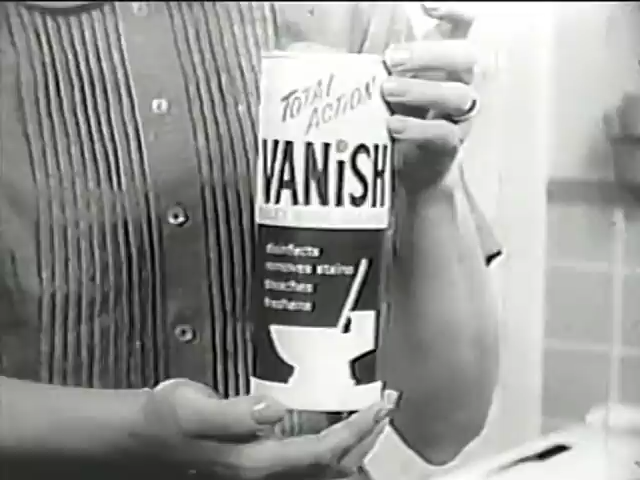 TOTAL
ACTION
VANiSH
disinfects
removes stains
bleaches
freshens